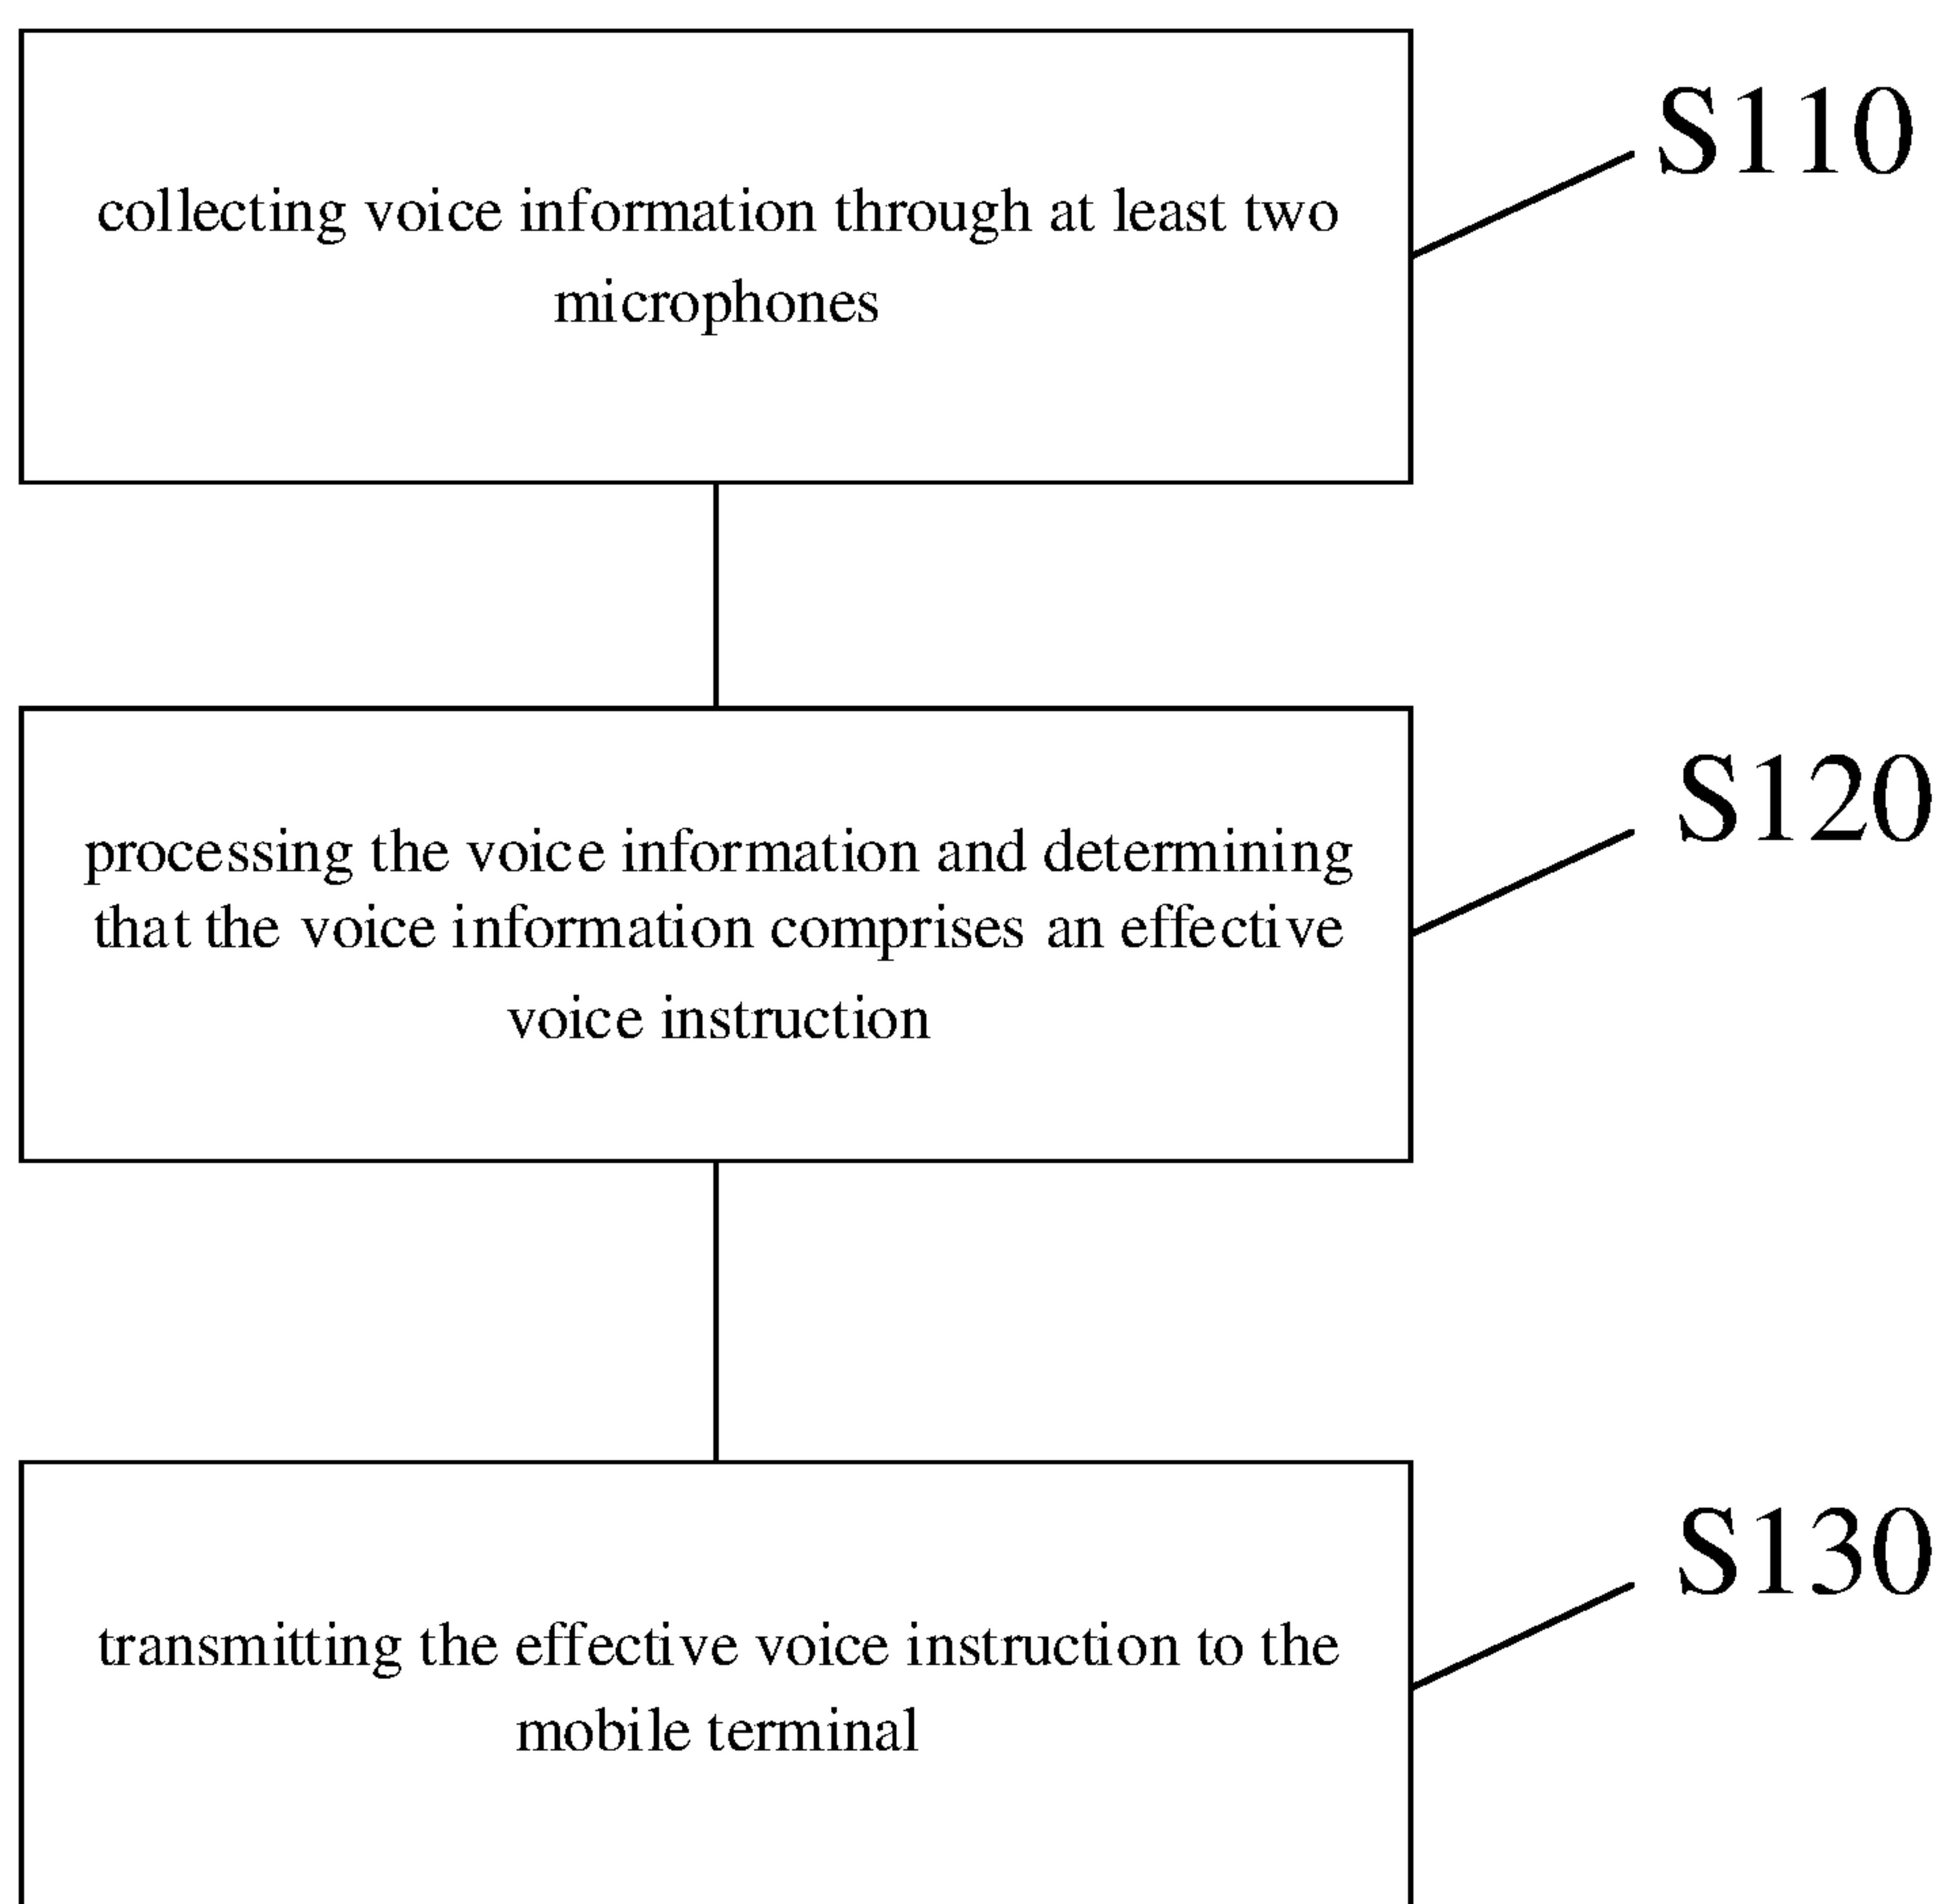 collecting voice information through at least two
microphones
S110
processing the voice information and determining
that the voice information comprises an effective
voice instruction
S120
transmitting the effective voice instruction to the
mobile terminal
S130